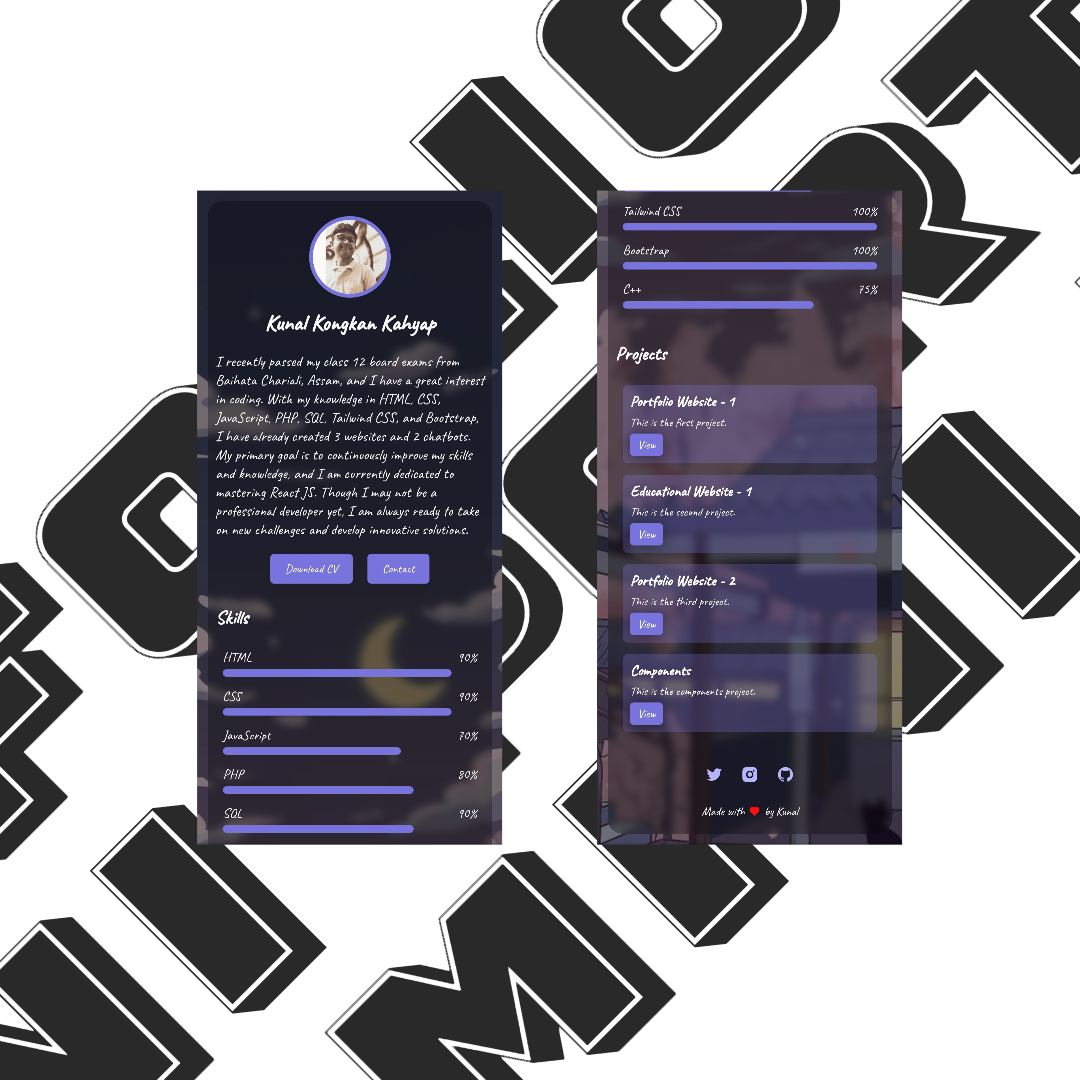 Kunal Kongkan Kahyap
I recently passed my class 12 board exams from
Baihata Chariali, Assam, and I have a great interest
in coding. With my knowledge in HTML, CSS,
JavaScript, PHP, SQL, Tailwind CSS, and Bootstrap,
I have already created 3 websites and 2 chatbots.
My primary goal is to continuously improve my skills
and knowledge, and I am currently dedicated to
mastering React JS. Though I may not be a
professional developer yet, I am always ready to take
on new challenges and develop innovative solutions.
Download CV
Contact
Skills
HTML 90%
CSS 90%
JavaScript 70%
PHP 80%
SQL 90%
Tailwind CSS 100%
Bootstrap 100%
C++ 75%
Projects
Portfolio Website - 1
This is the first project.
View
Educational Website - 1
This is the second project.
View
Portfolio Website - 2
This is the third project.
View
Components
This is the components project.
View
Made with ❤ by Kunal